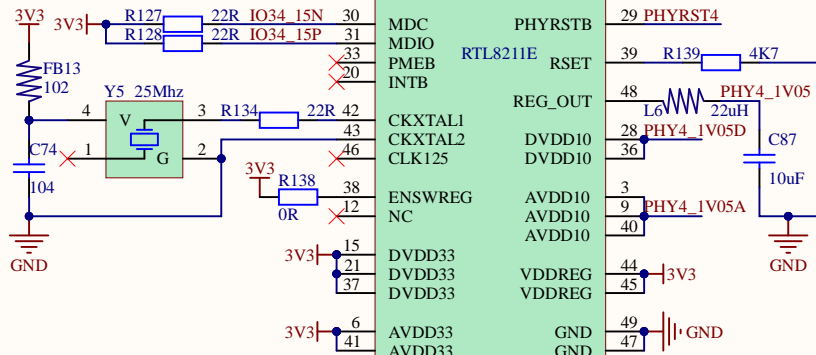 3V3
3V3 R127 22R IO34_15N 30 MDC PHYRSTB 29 PHYRST4
R128 22R IO34_15P 31 MDIO
33 PMEB RTL8211E RSET 39 R139 4K7
FB13
102
20 INTB
Y5 25Mhz
REG_OUT 48 L6 22uH PHY4_1V05
4 V 3 R134 22R 42 CKXTAL1
43 CKXTAL2 DVDD10 28 PHY4_1V05D
C74 1 G 2 46 CLK125 DVDD10 36
C87
10uF
104
3V3 R138 0R 38 ENSWREG AVDD10 3
12 NC AVDD10 9 PHY4_1V05A
AVDD10 40
GND
GND
3V3 15 DVDD33
21 DVDD33 VDDREG 44 3V3
37 DVDD33 VDDREG 45
3V3 6 AVDD33 GND 49 GND
41 AVDD33 GND 47